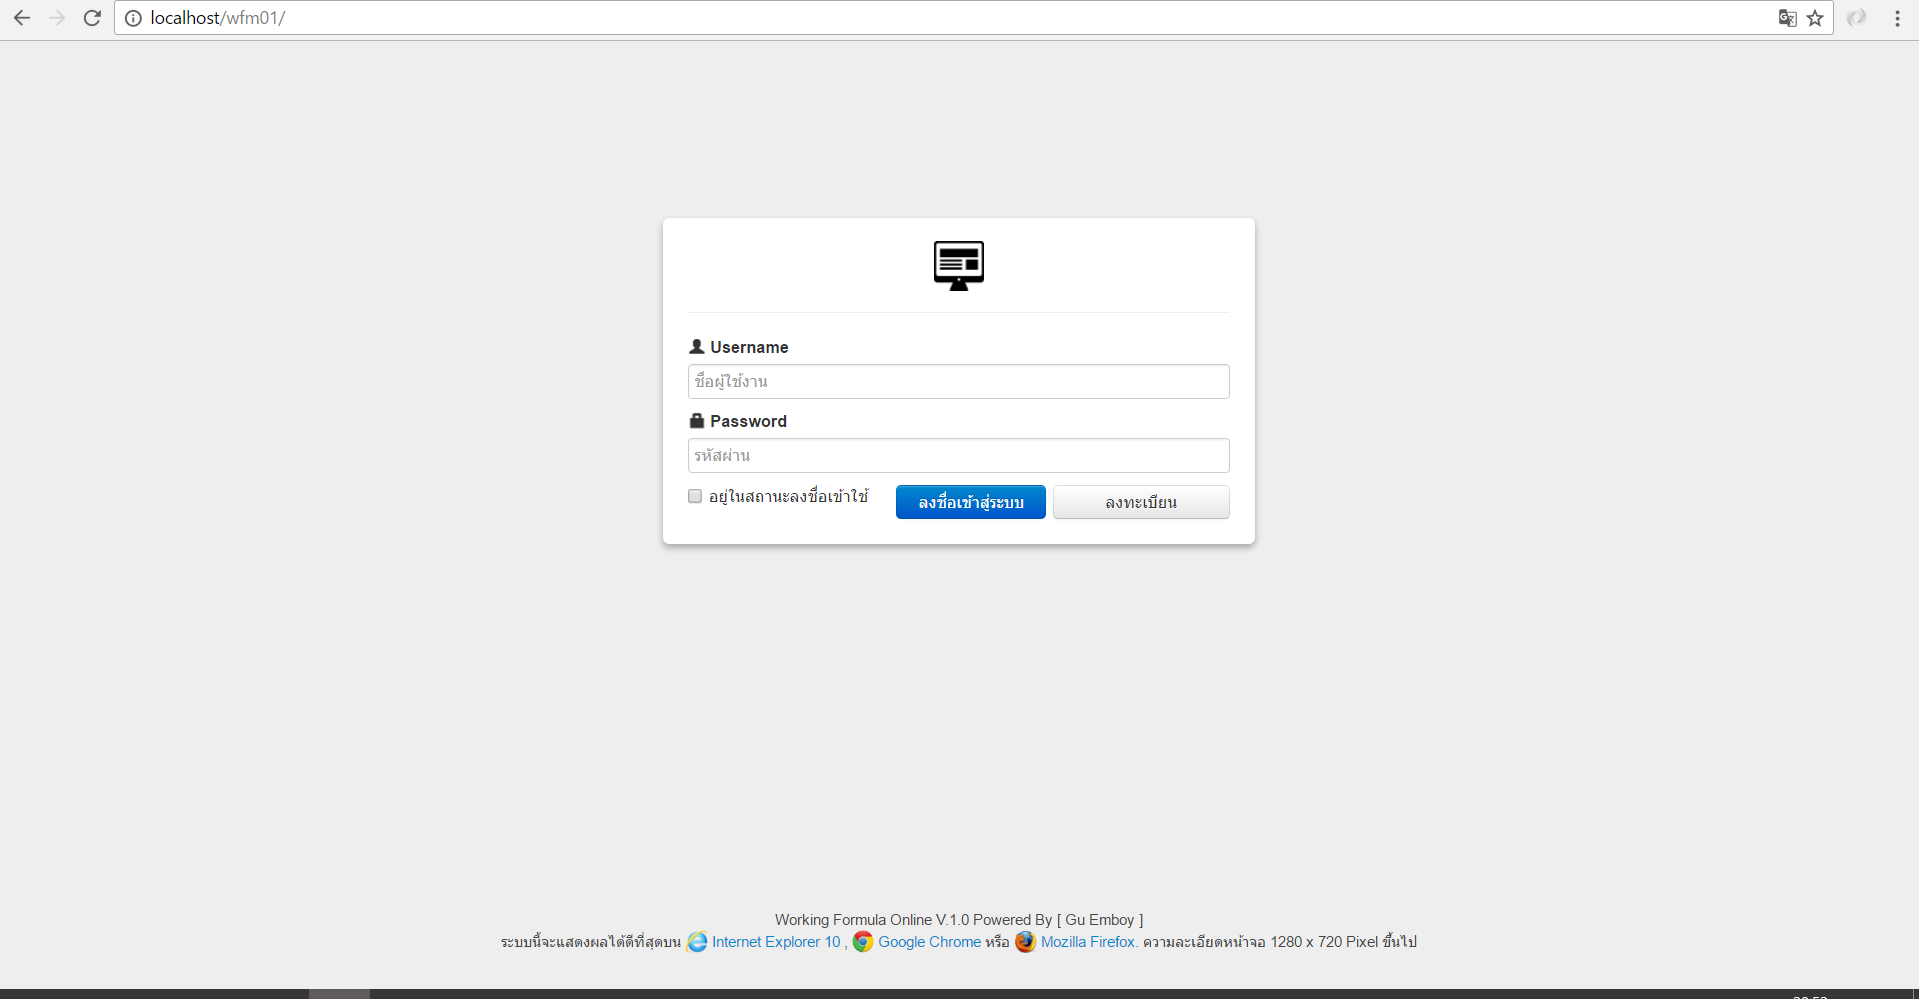 localhost/wfm01/
Username
ชื่อผู้ใช้งาน
Password
รหัสผ่าน
อยู่ในสถานะลงชื่อเข้าใช้ ลงชื่อเข้าสู่ระบบ ลงทะเบียน
Working Formula Online V.1.0 Powered By [ Gu Emboy ]
ระบบนี้จะแสดงผลได้ดีที่สุดบน Internet Explorer 10 , Google Chrome หรือ Mozilla Firefox. ความละเอียดหน้าจอ 1280 x 720 Pixel ขึ้นไป